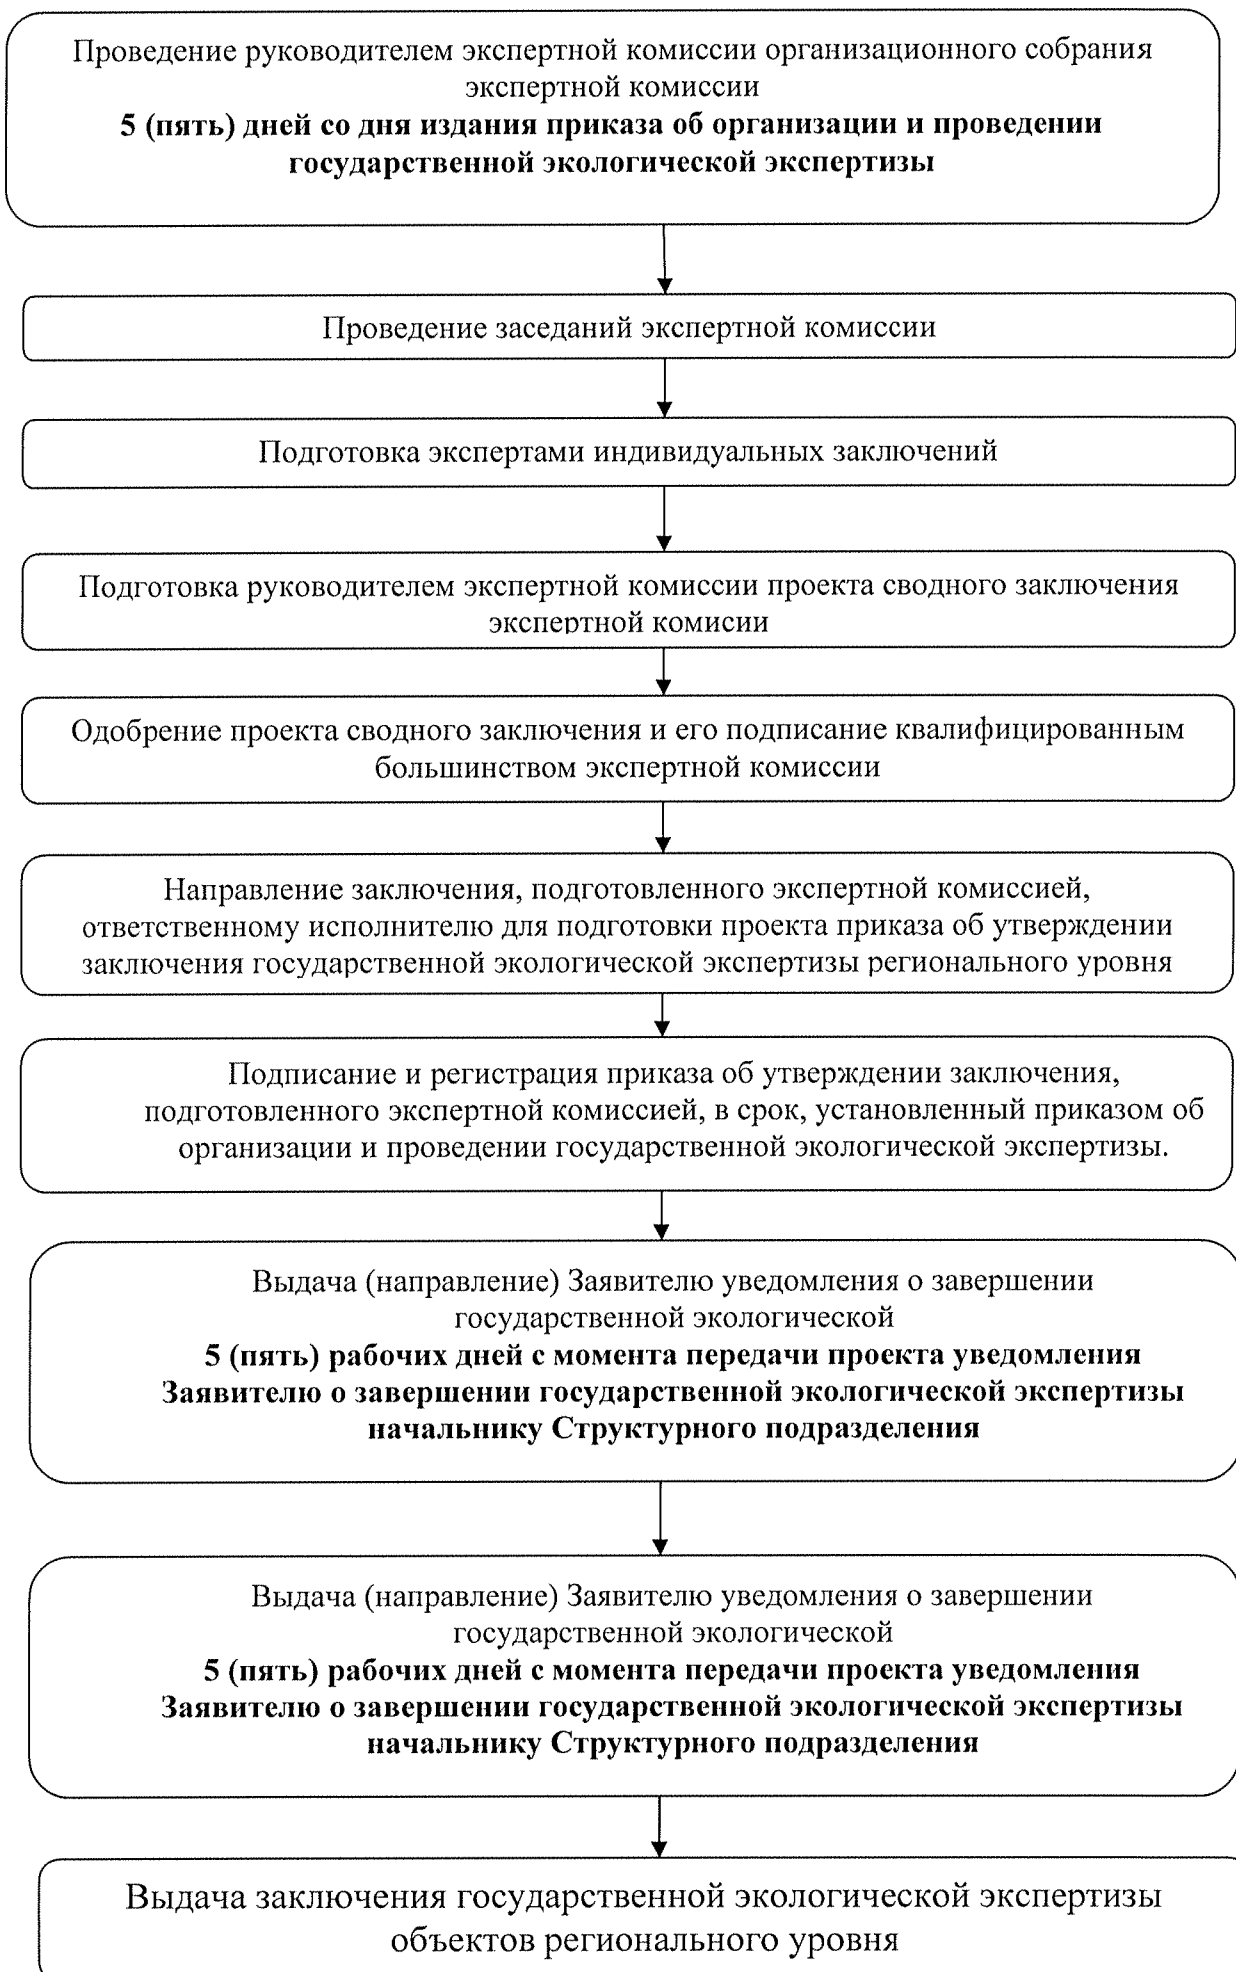 Проведение руководителем экспертной комиссии организационного собрания
экспертной комиссии
5 (пять) дней со дня издания приказа об организации и проведении
государственной экологической экспертизы
Проведение заседаний экспертной комиссии
Подготовка экспертами индивидуальных заключений
Подготовка руководителем экспертной комиссии проекта сводного заключения
экспертной комисии
Одобрение проекта сводного заключения и его подписание квалифицированным
большинством экспертной комиссии
Направление заключения, подготовленного экспертной комиссией,
ответственному исполнителю для подготовки проекта приказа об утверждении
заключения государственной экологической экспертизы регионального уровня
Подписание и регистрация приказа об утверждении заключения,
подготовленного экспертной комиссией, в срок, установленный приказом об
организации и проведении государственной экологической экспертизы.
Выдача (направление) Заявителю уведомления о завершении
государственной экологической
5 (пять) рабочих дней с момента передачи проекта уведомления
Заявителю о завершении государственной экологической экспертизы
начальнику Структурного подразделения
Выдача (направление) Заявителю уведомления о завершении
государственной экологической
5 (пять) рабочих дней с момента передачи проекта уведомления
Заявителю о завершении государственной экологической экспертизы
начальнику Структурного подразделения
Выдача заключения государственной экологической экспертизы
объектов регионального уровня